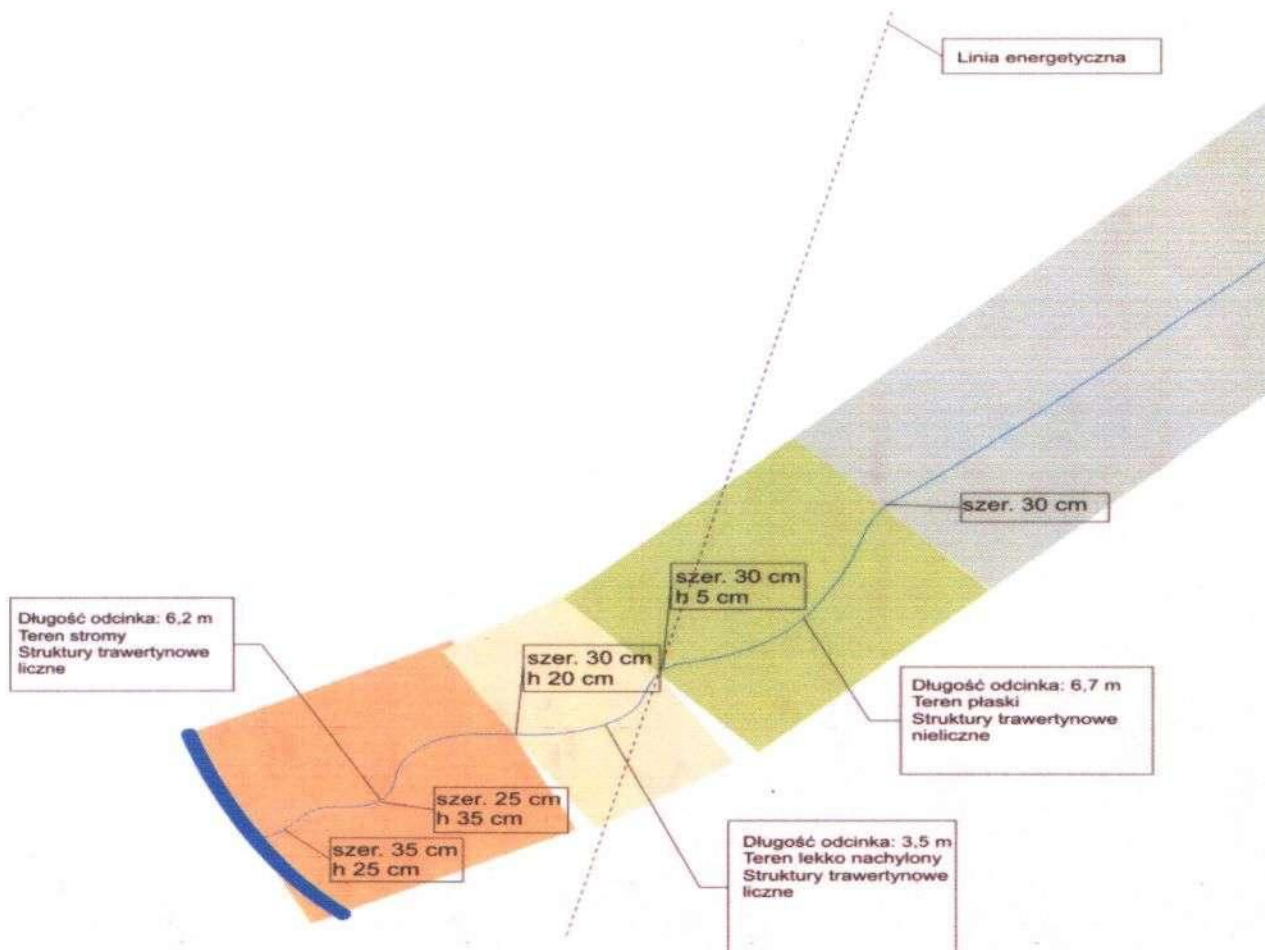 Linia energetyczna
szer. 30 cm
szer. 30 cm
h 5 cm
Długość odcinka: 6,2 m
Teren stromy
Struktury trawertynowe
liczne
szer. 30 cm
h 20 cm
Długość odcinka: 6,7 m
Teren płaski
Struktury trawertynowe
nieliczne
szer. 25 cm
h 35 cm
szer. 35 cm
h 25 cm
Długość odcinka: 3,5 m
Teren lekko nachylony
Struktury trawertynowe
liczne